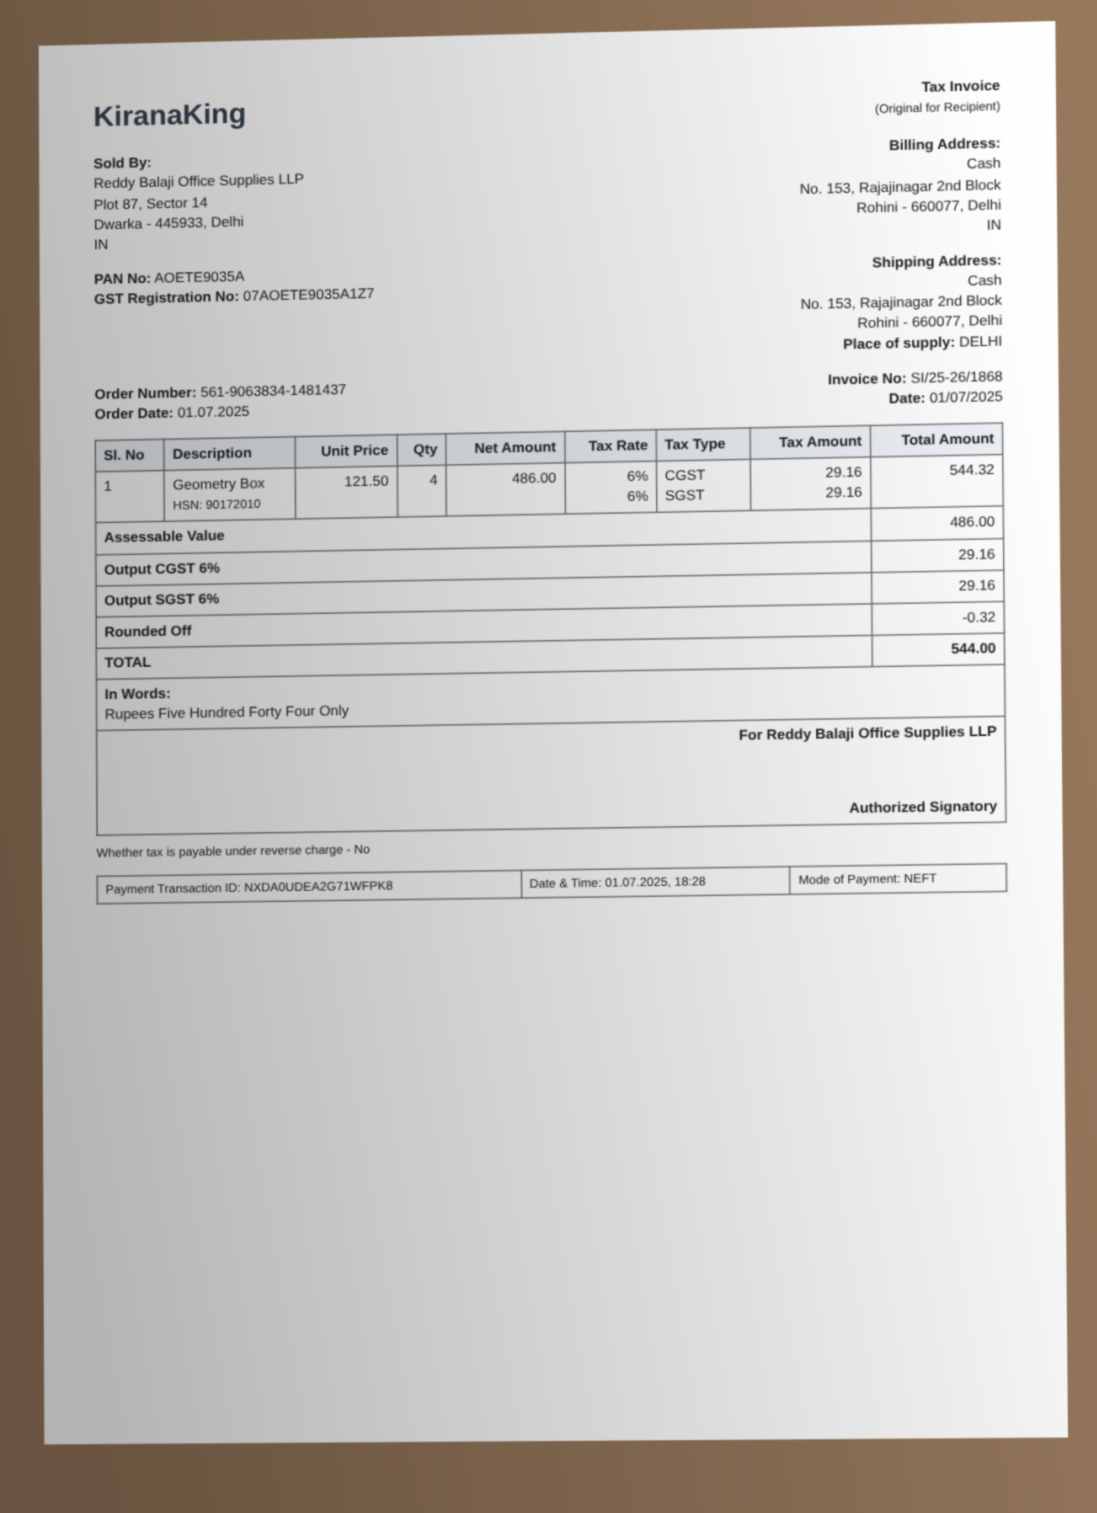 KiranaKing
Sold By:
Reddy Balaji Office Supplies LLP
Plot 87, Sector 14
Dwarka - 445933, Delhi
IN
PAN No: AOETE9035A
GST Registration No: 07AOETE9035A1Z7
Tax Invoice
(Original for Recipient)
Billing Address:
Cash
No. 153, Rajajinagar 2nd Block
Rohini - 660077, Delhi
IN
Shipping Address:
Cash
No. 153, Rajajinagar 2nd Block
Rohini - 660077, Delhi
Place of supply: DELHI
Order Number: 561-9063834-1481437
Order Date: 01.07.2025
Invoice No: SI/25-26/1868
Date: 01/07/2025
Sl. No Description Unit Price Qty Net Amount Tax Rate Tax Type Tax Amount Total Amount
1 Geometry Box 121.50 4 486.00 6% CGST 29.16 544.32
HSN: 90172010 6% SGST 29.16
Assessable Value 486.00
Output CGST 6% 29.16
Output SGST 6% 29.16
Rounded Off -0.32
TOTAL 544.00
In Words:
Rupees Five Hundred Forty Four Only
For Reddy Balaji Office Supplies LLP
Authorized Signatory
Whether tax is payable under reverse charge - No
Payment Transaction ID: NXDA0UDEA2G71WFPK8 Date & Time: 01.07.2025, 18:28 Mode of Payment: NEFT